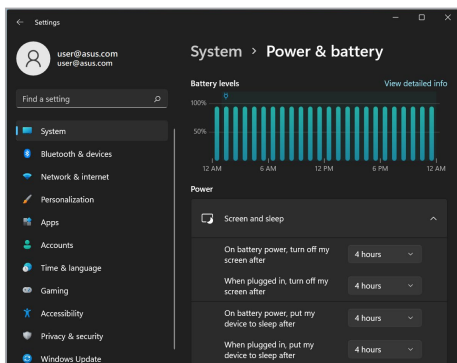 Settings
user@asus.com
user@asus.com
Find a setting
System
Bluetooth & devices
Network & internet
Personalization
Apps
Accounts
Time & language
Gaming
Accessibility
Privacy & security
Windows Update
System > Power & battery
Battery levels
View detailed info
100%
50%
12 AM 6 AM 12 PM 6 PM 12 AM
Power
Screen and sleep
On battery power, turn off my
screen after
4 hours
When plugged in, turn off my
screen after
4 hours
On battery power, put my
device to sleep after
4 hours
When plugged in, put my
device to sleep after
4 hours